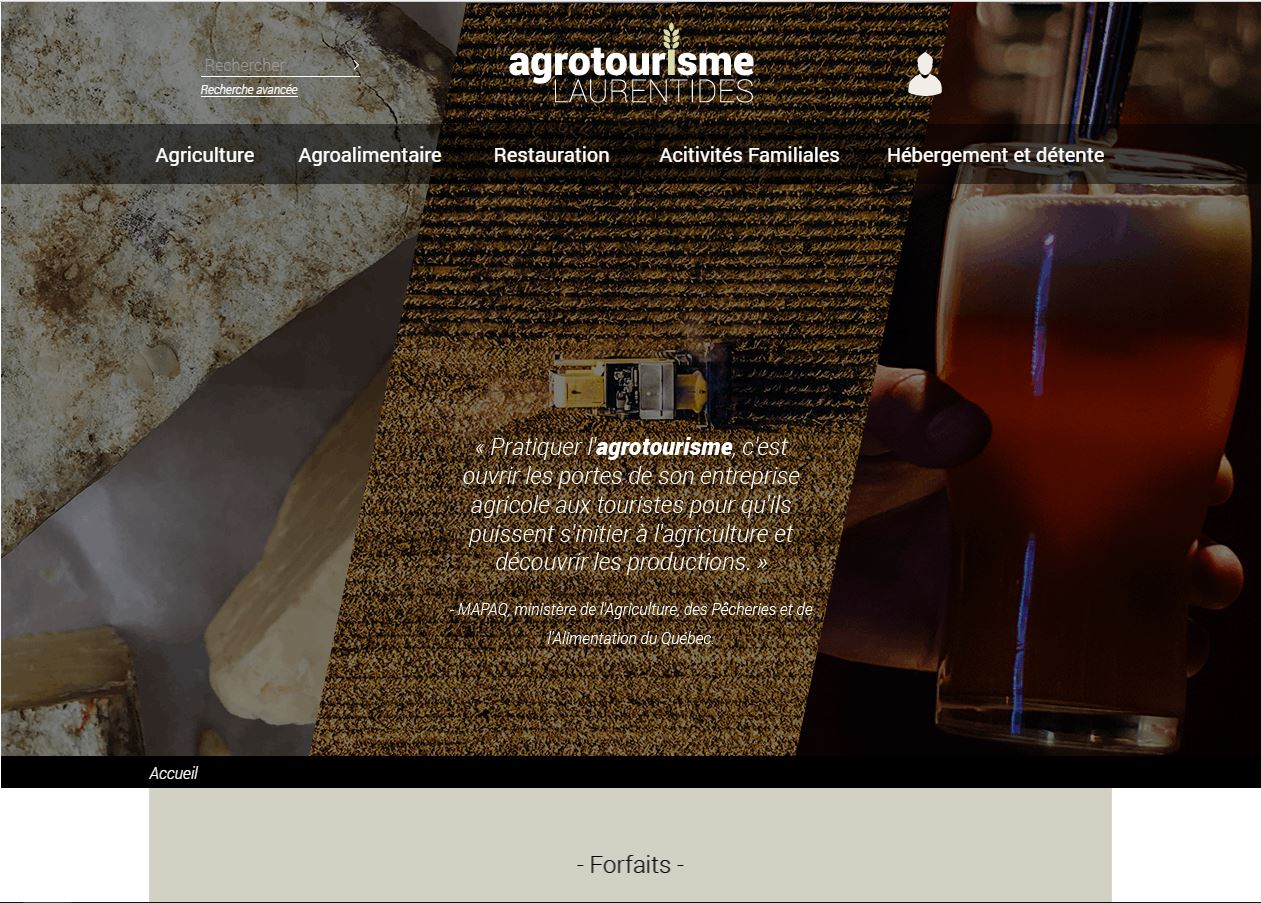 Rechercher
Recherche avancée
agrotourisme
LAURENTIDES
Agriculture Agroalimentaire Restauration Acitivités Familiales Hébergement et détente
« Pratiquer l'agrotourisme, c'est
ouvrir les portes de son entreprise
agricole aux touristes pour qu'ils
puissent s'initier à l'agriculture et
découvrir les productions. »
- MAPAQ, ministère de l'Agriculture, des Pêcheries et de
l'Alimentation du Québec.
Accueil
- Forfaits -